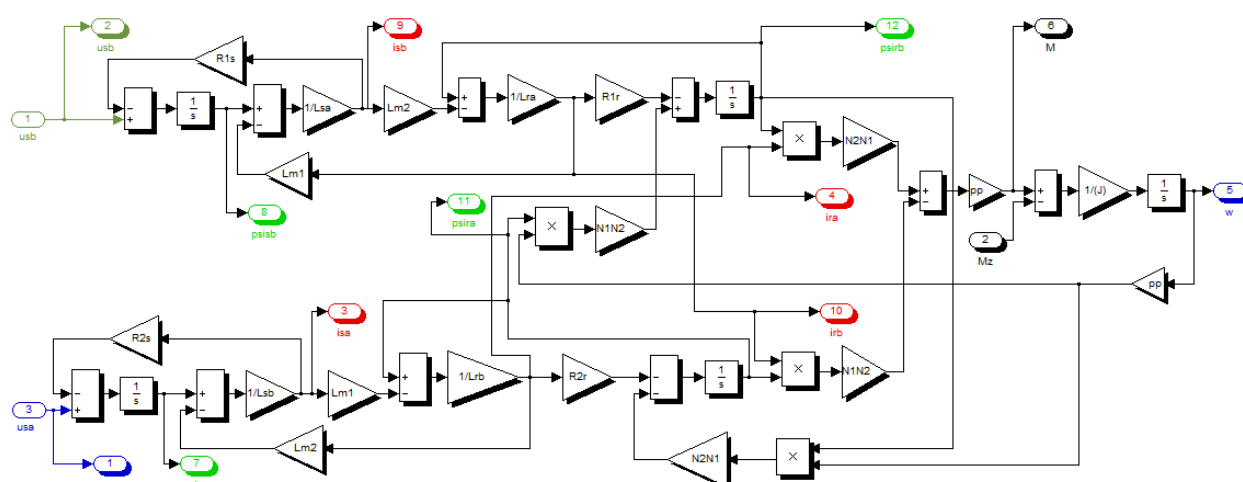 2
usb
9
isb
12
psirb
6
M
R1s
1
s
1/Lsa
Lm2
1/Lra
R1r
1
s
1
usb
Lm1
8
psisb
11
psira
N1N2
N2N1
4
ira
pp
1/(J)
1
s
5
w
2
Mz
pp
3
isa
10
irb
R2s
1
s
1/Lsb
Lm1
1/Lrb
R2r
1
s
N1N2
3
usa
Lm2
N2N1
1
7